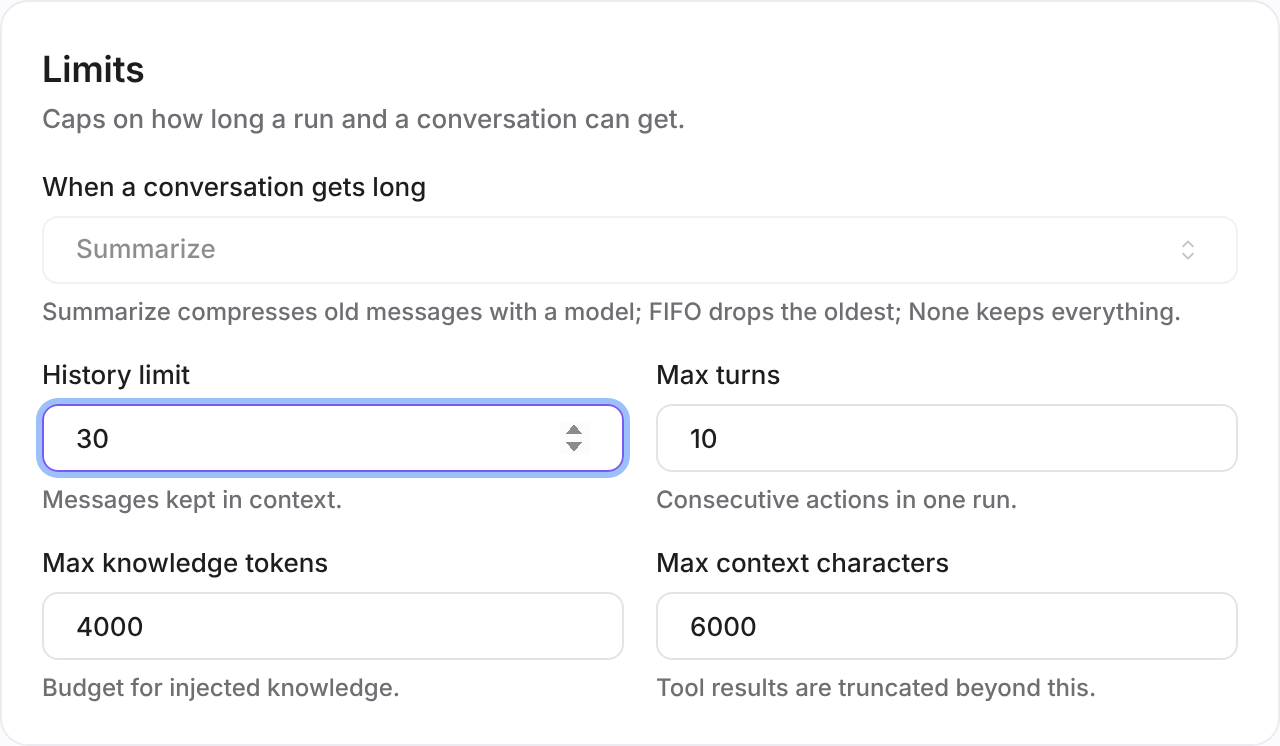 Limits
Caps on how long a run and a conversation can get.
When a conversation gets long
Summarize
Summarize compresses old messages with a model; FIFO drops the oldest; None keeps everything.
History limit
Max turns
30
10
Messages kept in context.
Consecutive actions in one run.
Max knowledge tokens
Max context characters
4000
6000
Budget for injected knowledge.
Tool results are truncated beyond this.